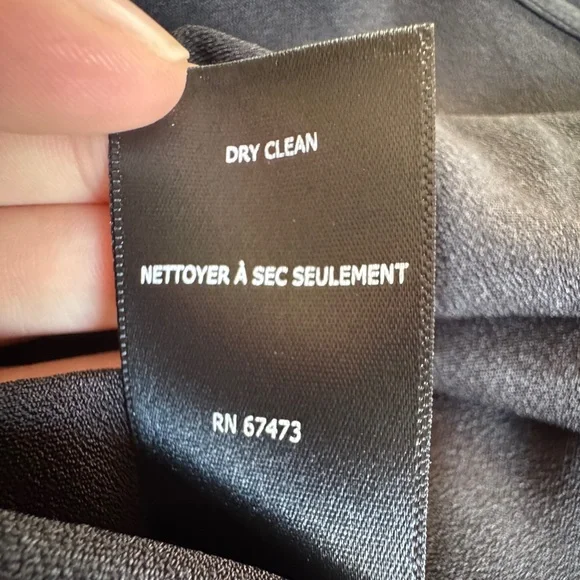 DRY CLEAN
NETTOYER À SEC SEULEMENT
RN 67473